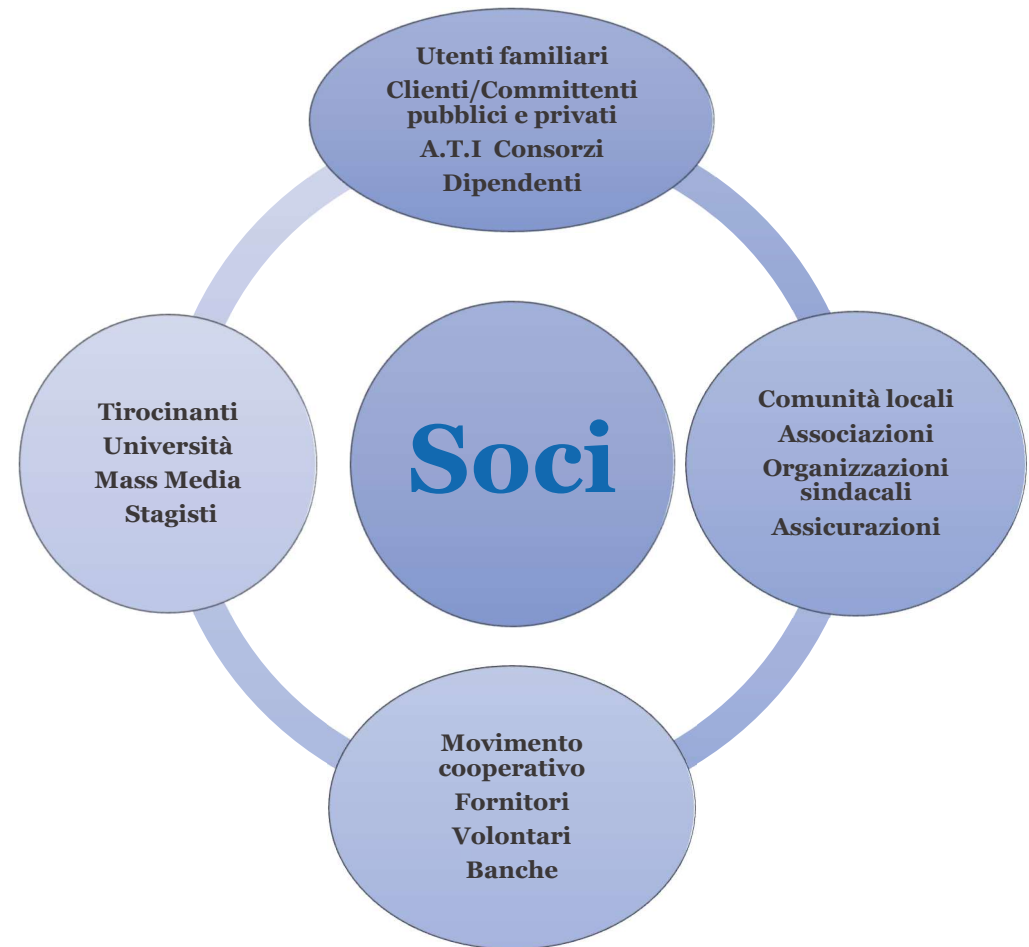 Utenti familiari
Clienti/Committenti
pubblici e privati
A.T.I Consorzi
Dipendenti
Tirocinanti
Università
Mass Media
Stagisti
Soci
Comunità locali
Associazioni
Organizzazioni
sindacali
Assicurazioni
Movimento
cooperativo
Fornitori
Volontari
Banche